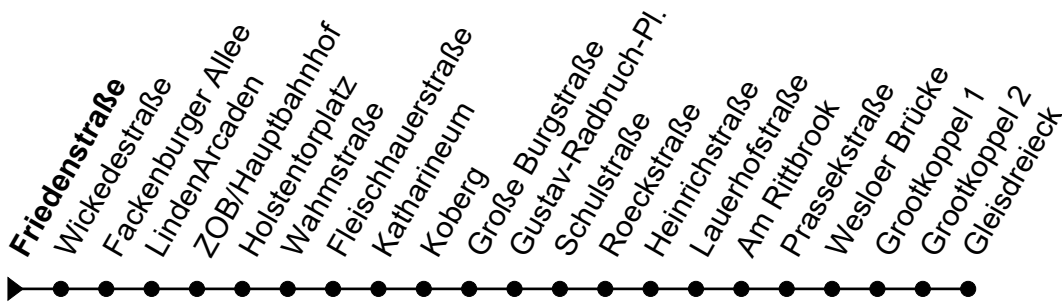 Friedenstraße
Wickedestraße
Fackenburger Allee
LindenArcaden
ZOB/Hauptbahnhof
Holstentorplatz
Wahmstraße
Fleischhauerstraße
Katharineum
Koberg
Große Burgstraße
Gustav-Radbruch-Pl.
Schulstraße
Roeckstraße
Heinrichstraße
Lauerhofstraße
Am Rittbrook
Prassekstraße
Wesloer Brücke
Grootkoppel 1
Grootkoppel 2
Gleisdreieck